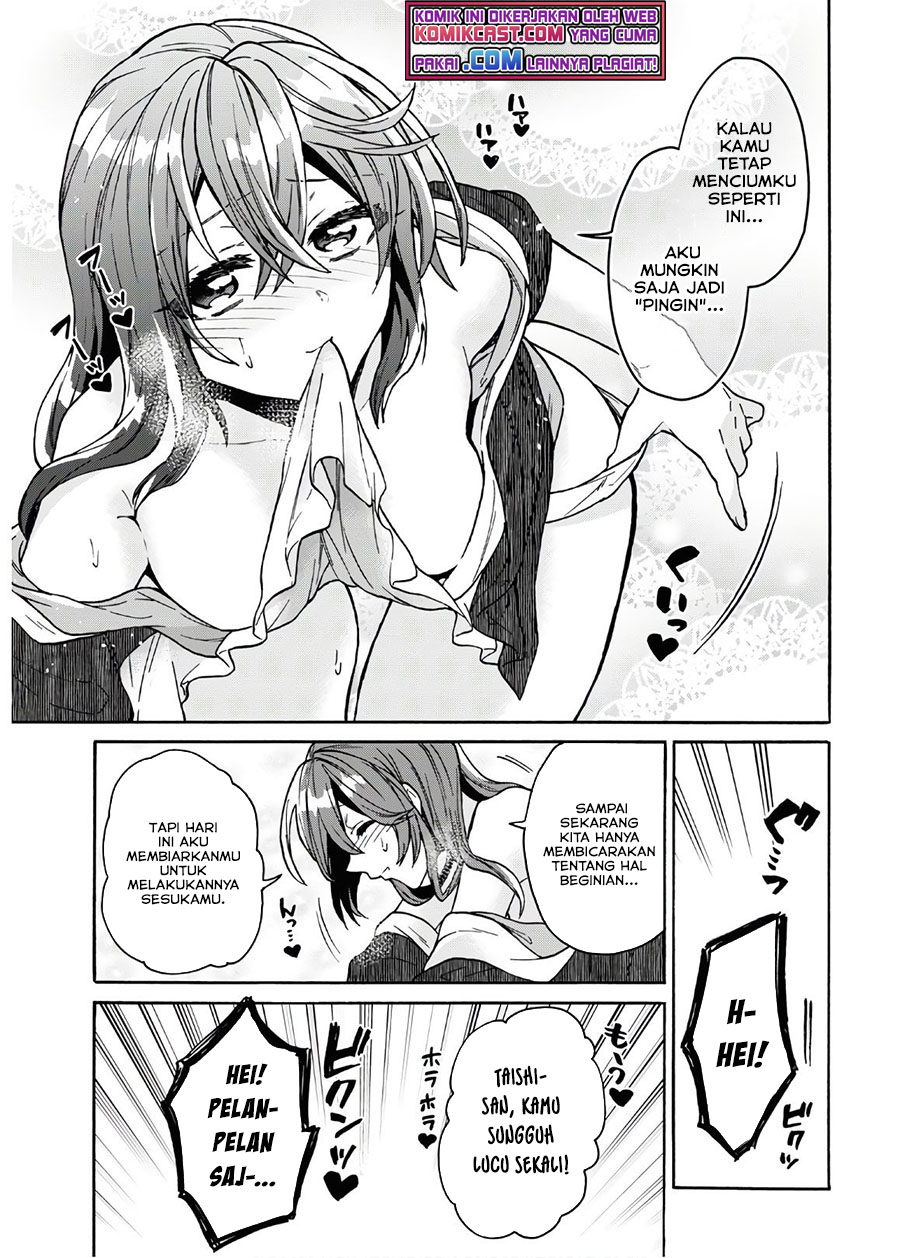 KOMIK INI DIKERJAKAN OLEH WEB
KOMIKCAST.COM YANG CUMA
PAKAI .COM LAINNYA PLAGIAT!
KALAU
KAMU
TETAP
MENCIUMKU
SEPERTI
INI...
AKU
MUNGKIN
SAJA JADI
"PINGIN"...
ハァ♥
ハァ♥
フーッ♥
くいっ♥
H-
HEI!
ビクッ
SAMPAI
SEKARANG
KITA HANYA
MEMBICARAKAN
TENTANG HAL
BEGINIAN...
TAPI HARI
INI AKU
MEMBIARKANMU
UNTUK
MELAKUKANNYA
SESUKAMU.
んっ…♥
も〜う♥
TAISHI-
SAN, KAMU
SUNGGUH
LUCU SEKALI!
ホラ
ホラ♥
ビクンッ♥
HEI!
PELAN-
PELAN
SAJ-...